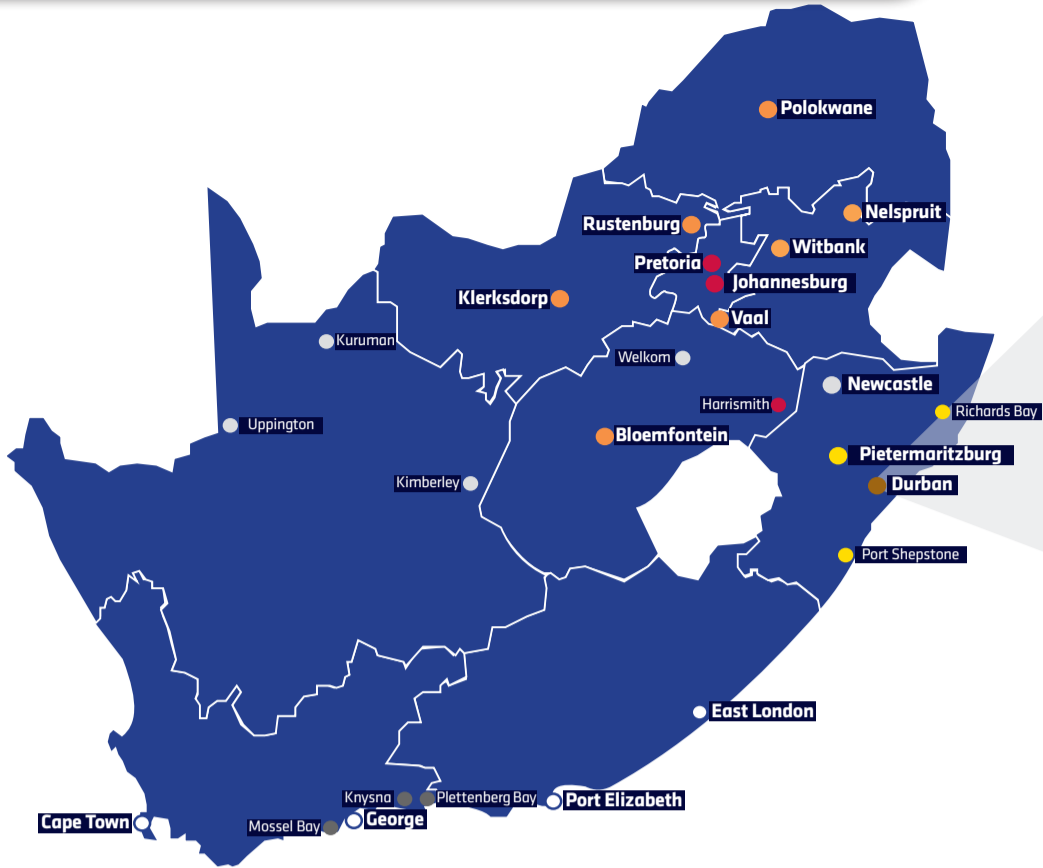 Polokwane
Nelspruit
Rustenburg
Witbank
Pretoria
Johannesburg
Klerksdorp
Vaal
Kuruman
Welkom
Newcastle
Harrismith
Richards Bay
Uppington
Bloemfontein
Pietermaritzburg
Kimberley
Durban
Port Shepstone
East London
Knysna
Plettenberg Bay
Port Elizabeth
Cape Town
Mossel Bay
George